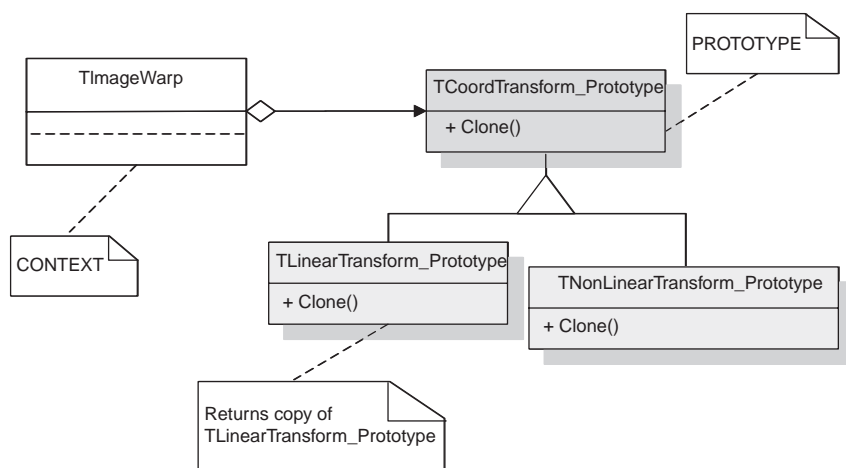 PROTOTYPE
TImageWarp
TCoordTransform_Prototype
+ Clone()
CONTEXT
TLinearTransform_Prototype
+ Clone()
TNonLinearTransform_Prototype
+ Clone()
Returns copy of
TLinearTransform_Prototype